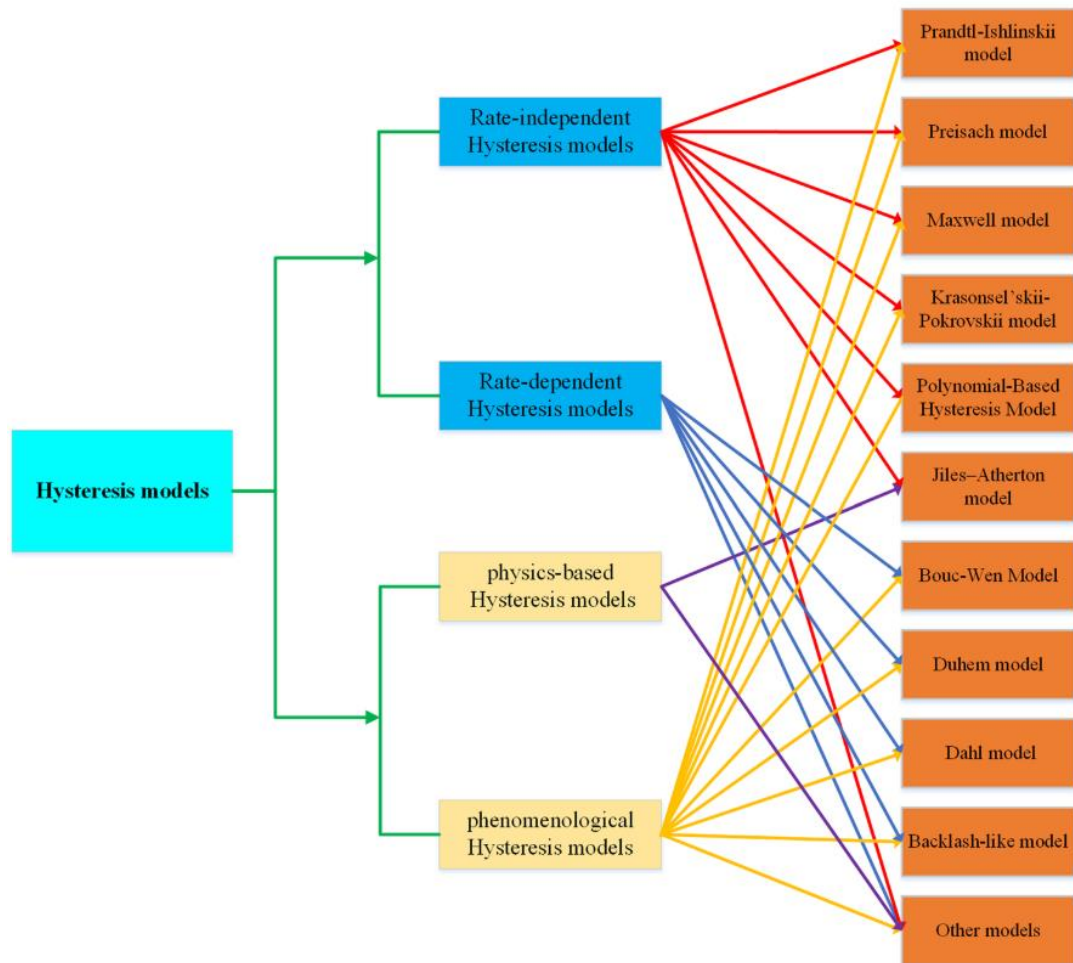 Hysteresis models
Rate-independent
Hysteresis models
Rate-dependent
Hysteresis models
physics-based
Hysteresis models
phenomenological
Hysteresis models
Prandtl-Ishlinskii
model
Preisach model
Maxwell model
Krasonsel’skii-
Pokrovskii model
Polynomial-Based
Hysteresis Model
Jiles–Atherton
model
Bouc-Wen Model
Duhem model
Dahl model
Backlash-like model
Other models